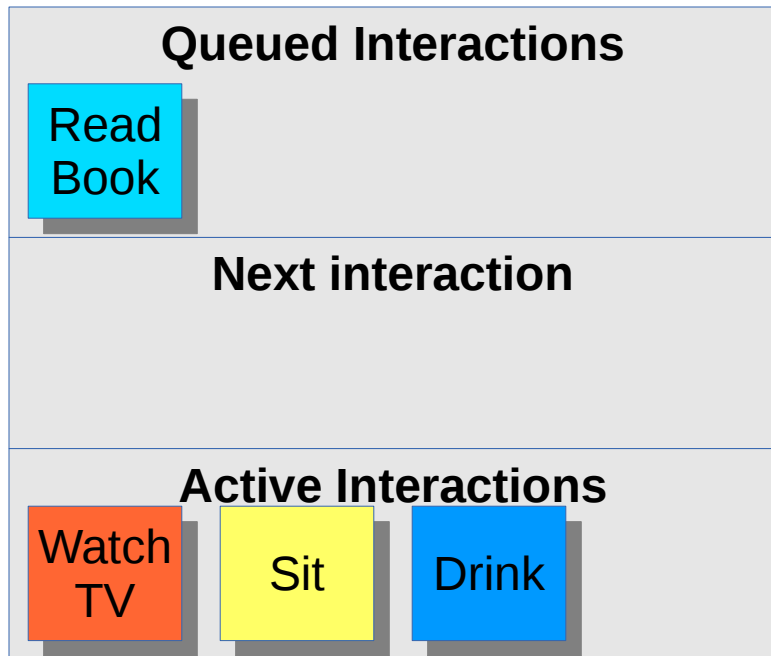 Queued Interactions
Read
Book
Next interaction
Active Interactions
Watch
TV
Sit
Drink